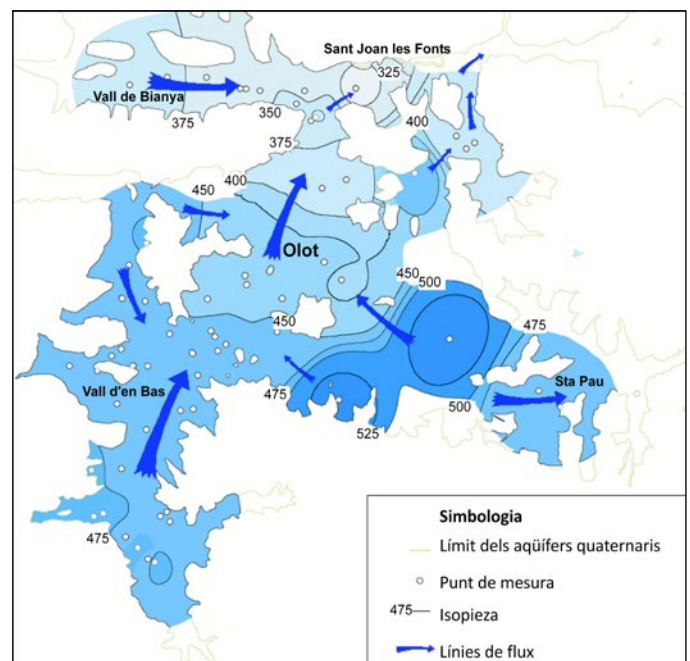 Sant Joan les Fonts
325
Vall de Bianya
350
375
400
375
400
450
Olot
450
500
450
475
Vall d'en Bas
475
Sta Pau
500
525
475
Simbologia
Límit dels aqüífers quaternaris
Punt de mesura
475 Isopieza
Línies de flux